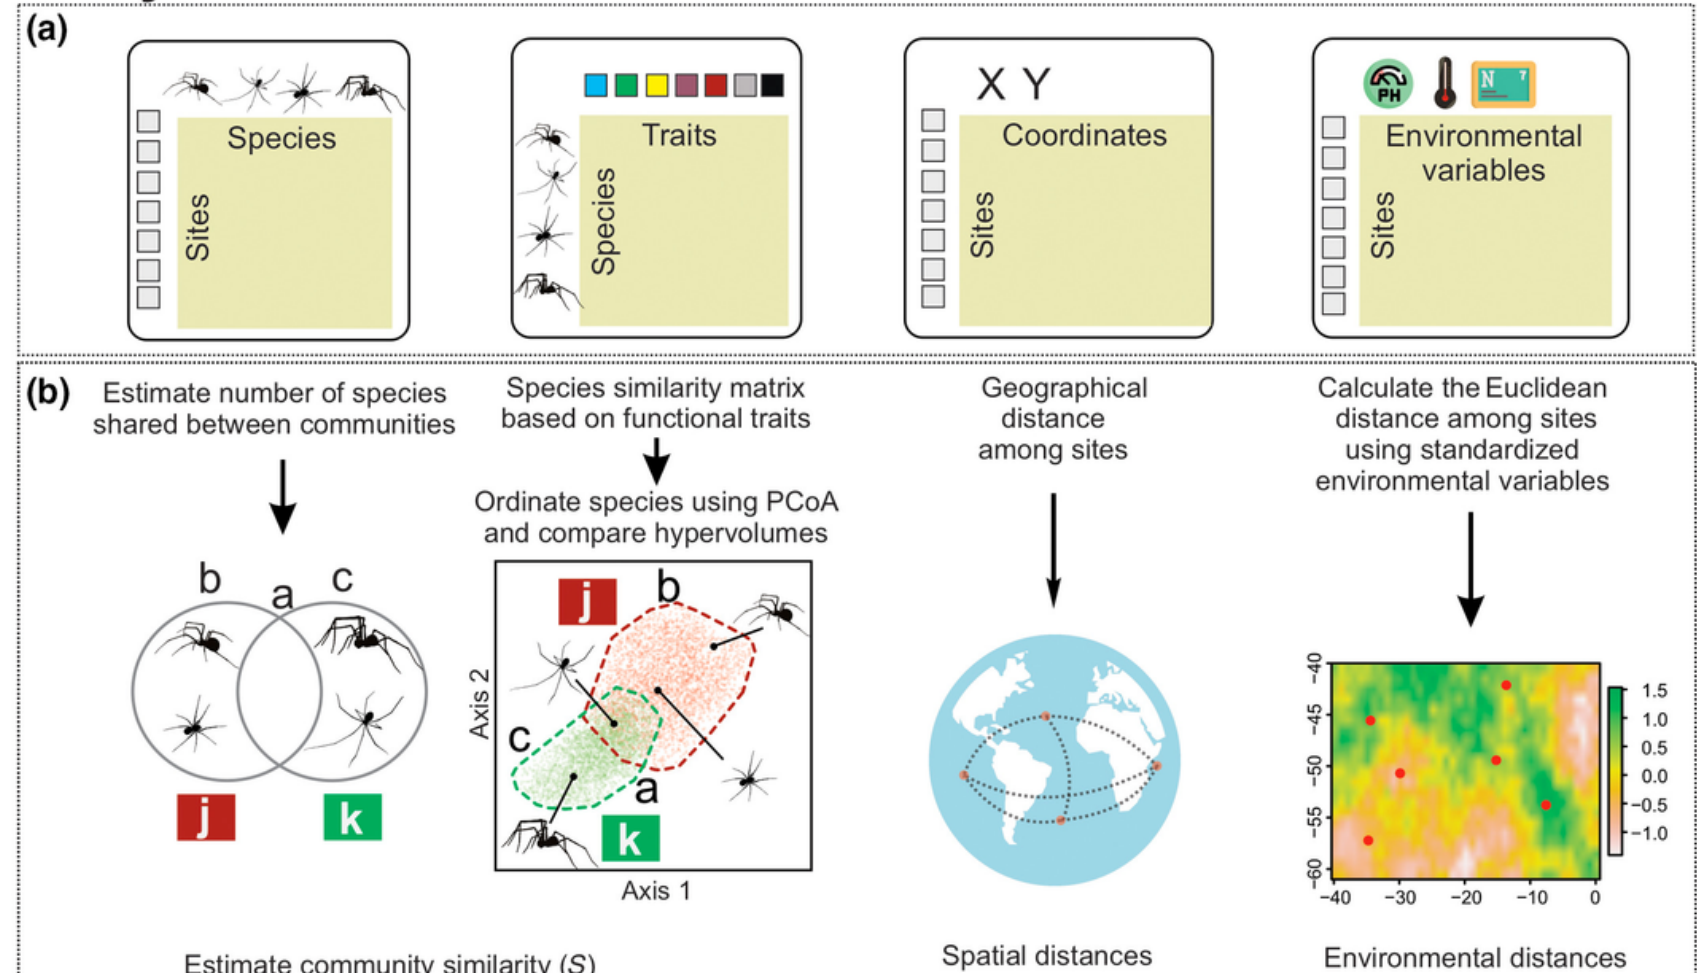 (a)
Species
Sites
Traits
Species
X Y
Coordinates
Sites
PH
N 7
Environmental
variables
Sites
(b)
Estimate number of species
shared between communities
b a c
j k
Species similarity matrix
based on functional traits
Ordinate species using PCoA
and compare hypervolumes
j
b
c
a
k
Axis 2
Axis 1
Geographical
distance
among sites
Calculate the Euclidean
distance among sites
using standardized
environmental variables
−40
−45
−50
−55
−60
−40 −30 −20 −10 0
1.5
1.0
0.5
0.0
−0.5
−1.0
Estimate community similarity (S)
Spatial distances
Environmental distances